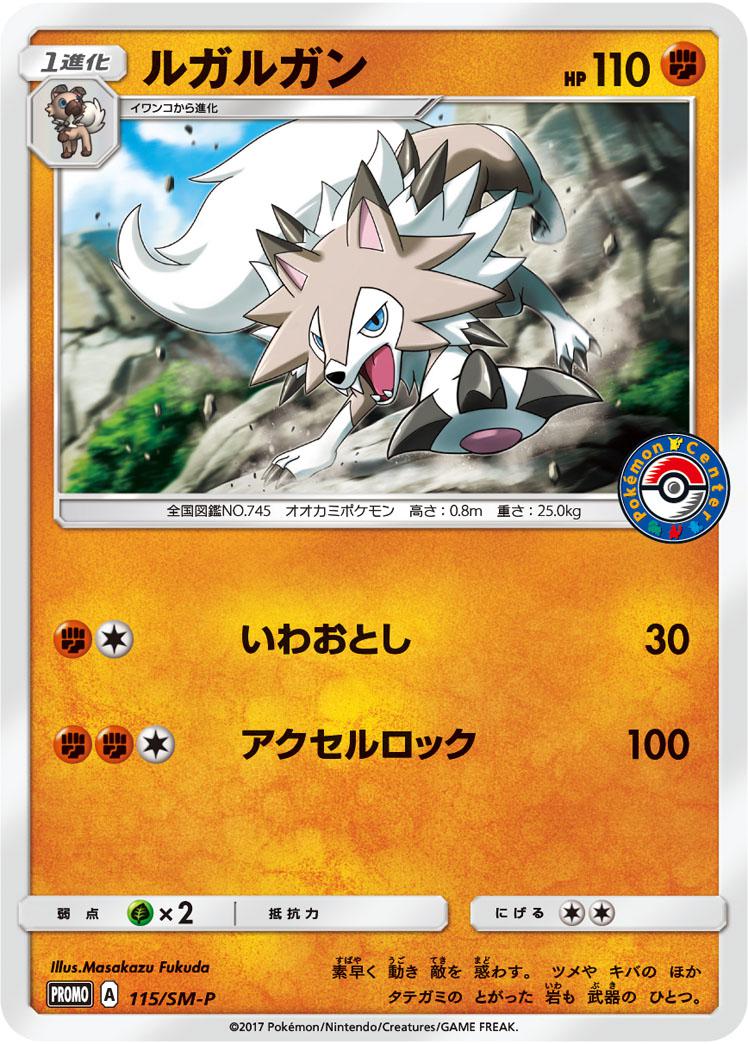 1進化
ルガルガン
HP 110
イワンコから進化
Pokémon Center
全国図鑑NO.745 オオカミポケモン 高さ:0.8m 重さ:25.0kg
いわおとし 30
アクセルロック 100
弱点 ×2 抵抗力 にげる
Illus.Masakazu Fukuda
PROMO A 115/SM-P
素早く 動き 敵を 惑わす。 ツメや キバの ほか
タテガミの とがった 岩も 武器の ひとつ。
©2017 Pokémon/Nintendo/Creatures/GAME FREAK.